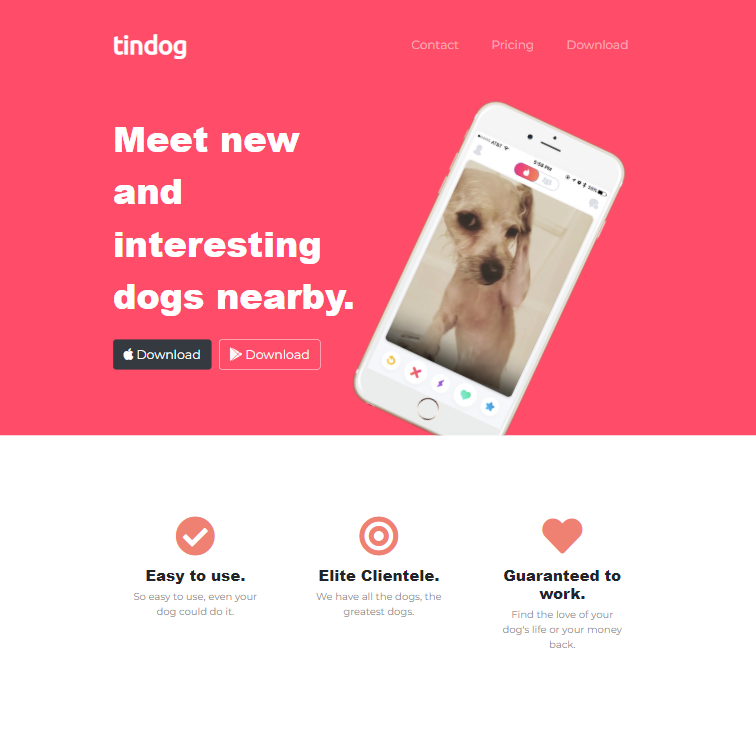 tindog
Contact Pricing Download
Meet new
and
interesting
dogs nearby.
Download Download
AT&T 5:58 PM 50%
Easy to use.
So easy to use, even your
dog could do it.
Elite Clientele.
We have all the dogs, the
greatest dogs.
Guaranteed to
work.
Find the love of your
dog's life or your money
back.